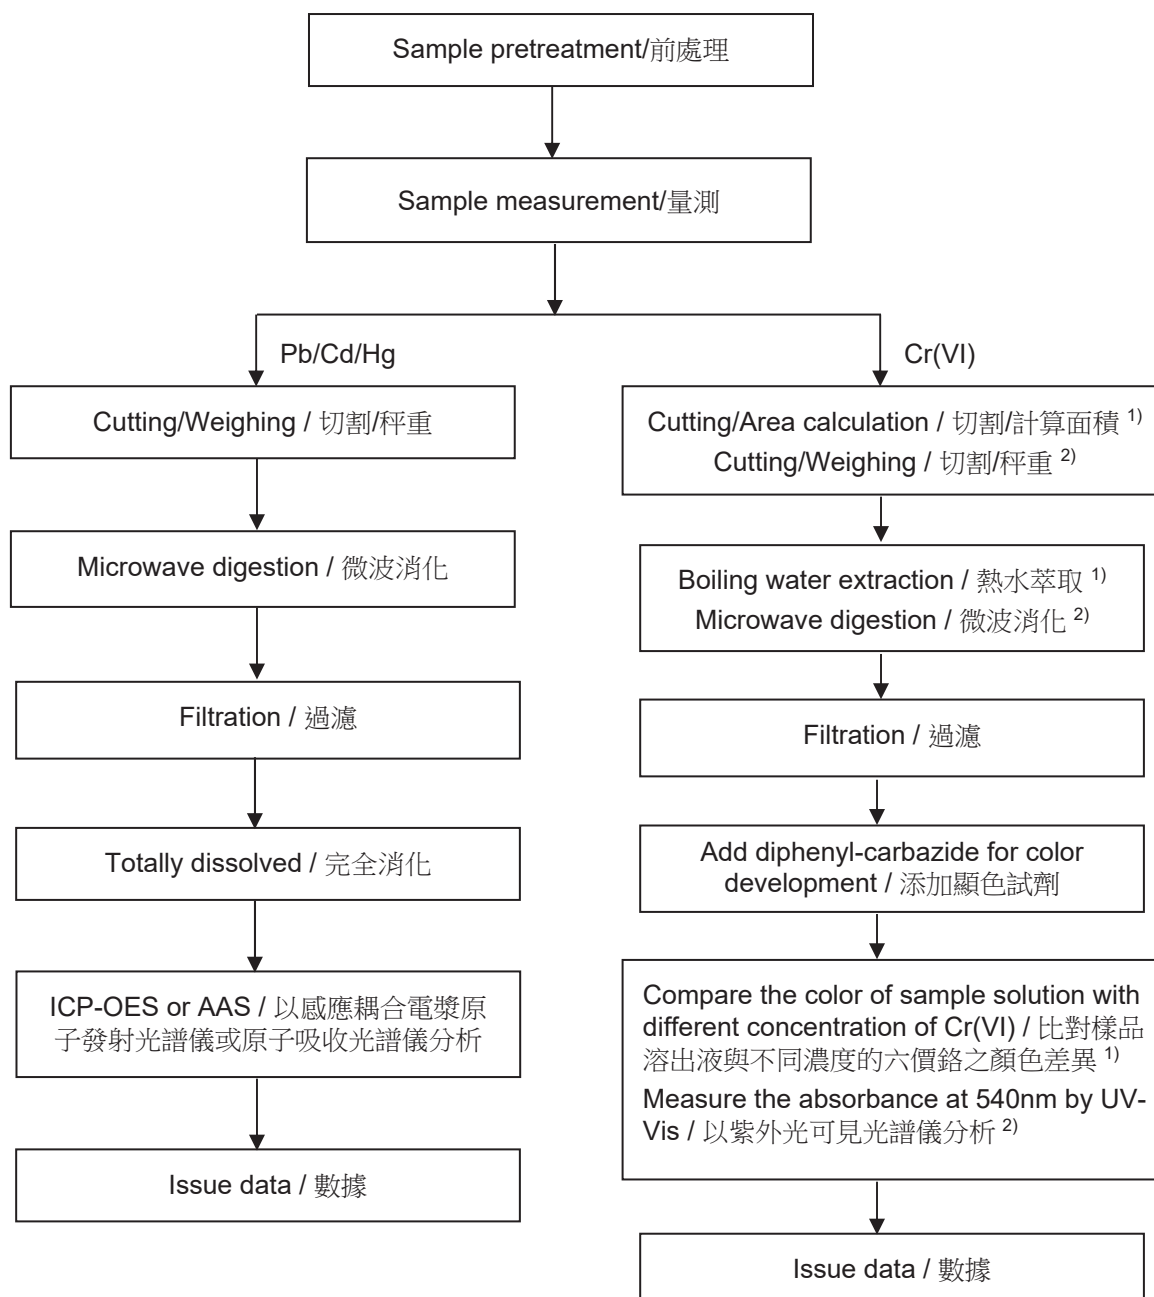 Sample pretreatment/前處理
Sample measurement/量測
Pb/Cd/Hg
Cutting/Weighing / 切割/秤重
Microwave digestion / 微波消化
Filtration / 過濾
Totally dissolved / 完全消化
ICP-OES or AAS / 以感應耦合電漿原
子發射光譜儀或原子吸收光譜儀分析
Issue data / 數據
Cr(VI)
Cutting/Area calculation / 切割/計算面積 1)
Cutting/Weighing / 切割/秤重 2)
Boiling water extraction / 熱水萃取 1)
Microwave digestion / 微波消化 2)
Filtration / 過濾
Add diphenyl-carbazide for color
development / 添加顯色試劑
Compare the color of sample solution with
different concentration of Cr(VI) / 比對樣品
溶出液與不同濃度的六價鉻之顏色差異 1)
Measure the absorbance at 540nm by UV-
Vis / 以紫外光可見光譜儀分析 2)
Issue data / 數據